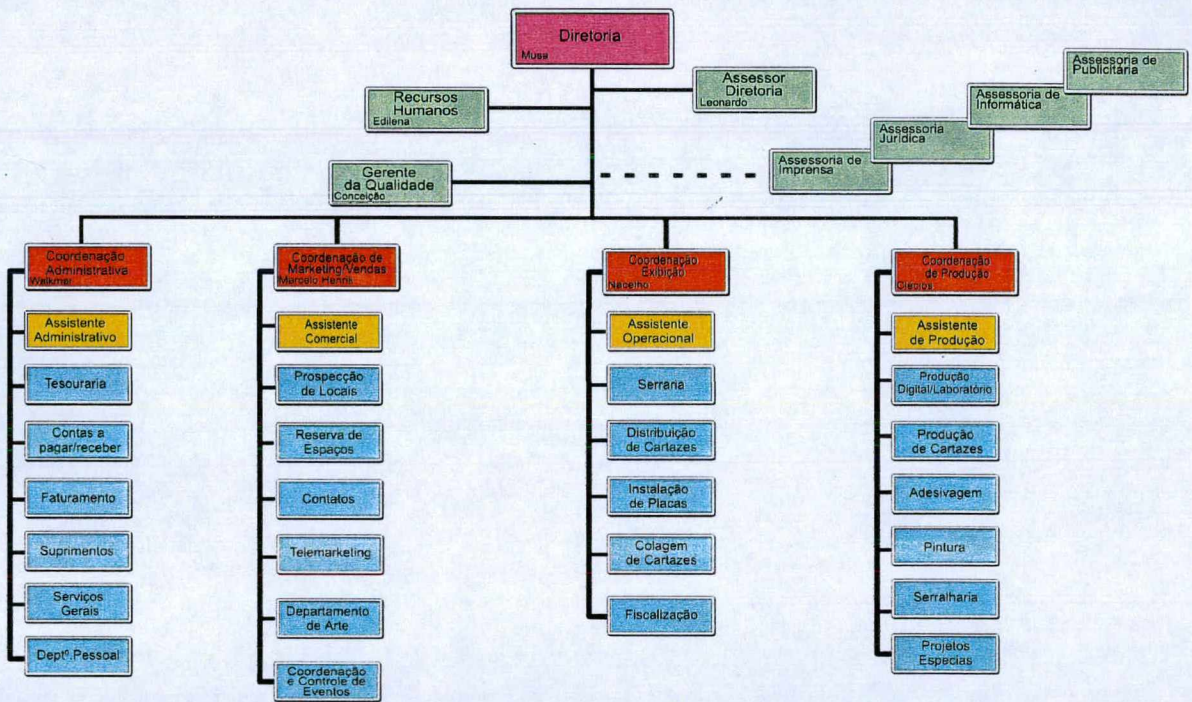 Diretoria
Musa
Recursos
Humanos
Edilena
Assessor
Diretoria
Leonardo
Assessoria de
Publicitária
Assessoria de
Informática
Assessoria
Jurídica
Assessoria de
Imprensa
Gerente
da Qualidade
Conceição
Coordenação
Administrativa
Walkmar
Assistente
Administrativo
Tesouraria
Contas a
pagar/receber
Faturamento
Suprimentos
Serviços
Gerais
Deptº.Pessoal
Coordenação de
Marketing/Vendas
Marcelo
Assistente
Comercial
Prospecção
de Locais
Reserva de
Espaços
Contatos
Telemarketing
Departamento
de Arte
Coordenação
e Controle de
Eventos
Coordenação
Exibição
Assistente
Operacional
Serraria
Distribuição
de Cartazes
Instalação
de Placas
Colagem
de Cartazes
Fiscalização
Coordenação
de Produção
Assistente
de Produção
Produção
Digital/Laboratório
Produção
de Cartazes
Adesivagem
Pintura
Serralharia
Projetos
Especias